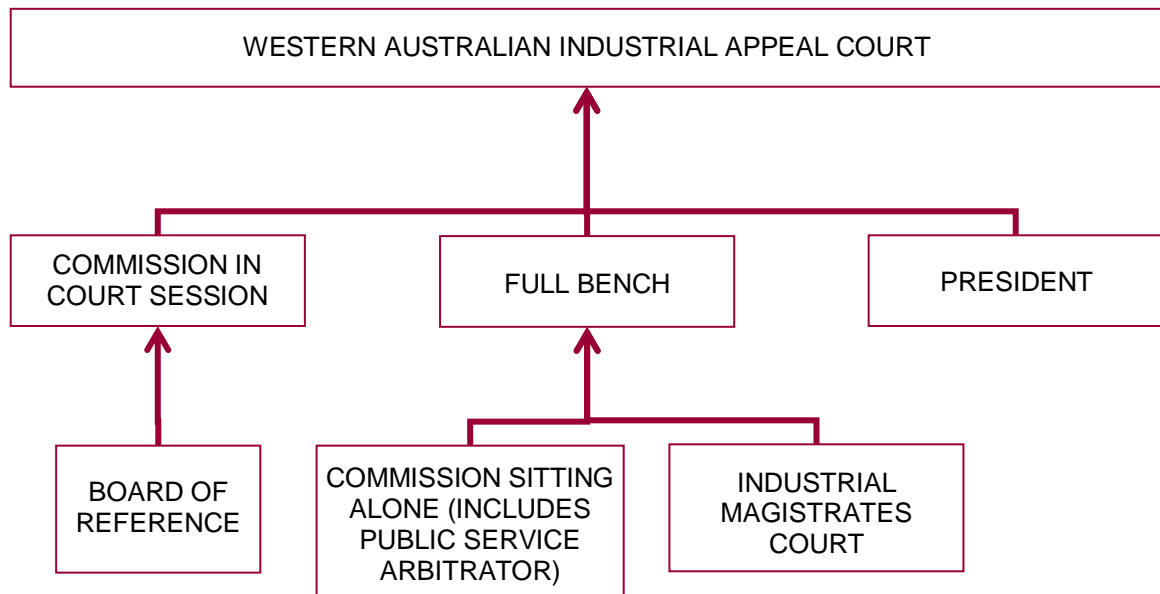 WESTERN AUSTRALIAN INDUSTRIAL APPEAL COURT
COMMISSION IN
COURT SESSION
FULL BENCH
PRESIDENT
BOARD OF
REFERENCE
COMMISSION SITTING
ALONE (INCLUDES
PUBLIC SERVICE
ARBITRATOR)
INDUSTRIAL
MAGISTRATES
COURT